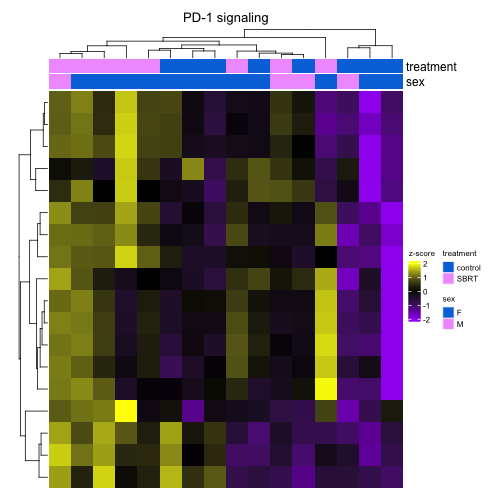 PD-1 signaling
treatment
sex
z-score
2
1
0
-1
-2
treatment
control
SBRT
sex
F
M